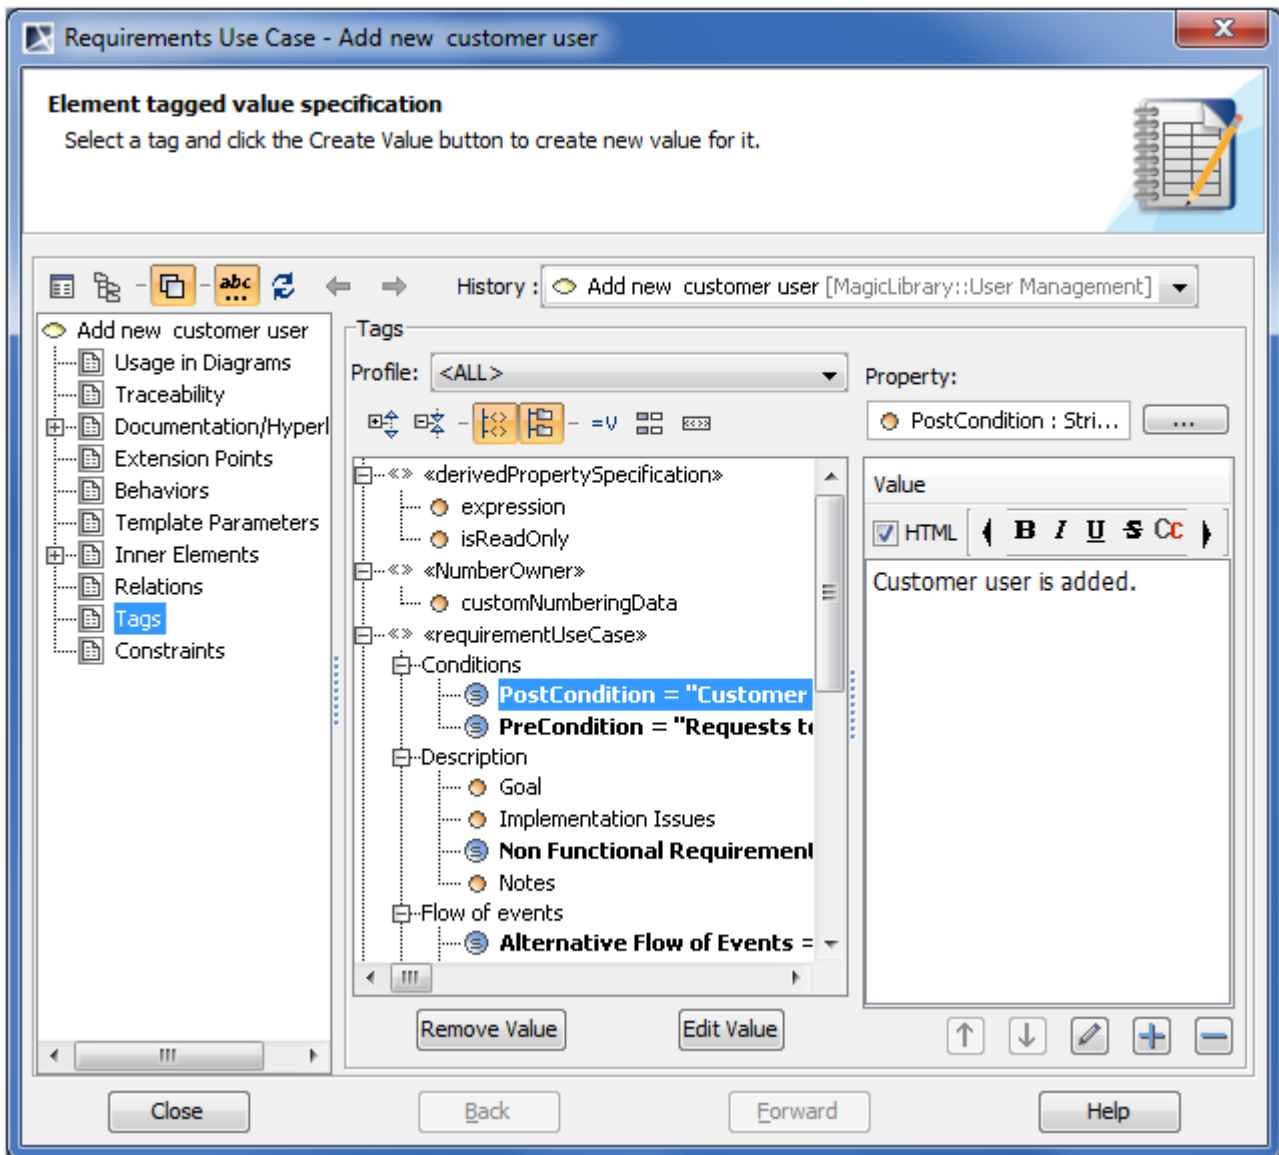 Requirements Use Case - Add new  customer user
Element tagged value specification
Select a tag and click the Create Value button to create new value for it.
abc
History : Add new  customer user [MagicLibrary::User Management]
Add new  customer user
Usage in Diagrams
Traceability
Documentation/Hyperl
Extension Points
Behaviors
Template Parameters
Inner Elements
Relations
Tags
Constraints
Tags
Profile: <ALL>
=V
«derivedPropertySpecification»
expression
isReadOnly
«NumberOwner»
customNumberingData
«requirementUseCase»
Conditions
PostCondition = "Customer
PreCondition = "Requests to
Description
Goal
Implementation Issues
Non Functional Requirement
Notes
Flow of events
Alternative Flow of Events =
Remove Value
Edit Value
Property:
PostCondition : Stri...
...
Value
HTML B I U S Cc
Customer user is added.
Close
Back
Forward
Help